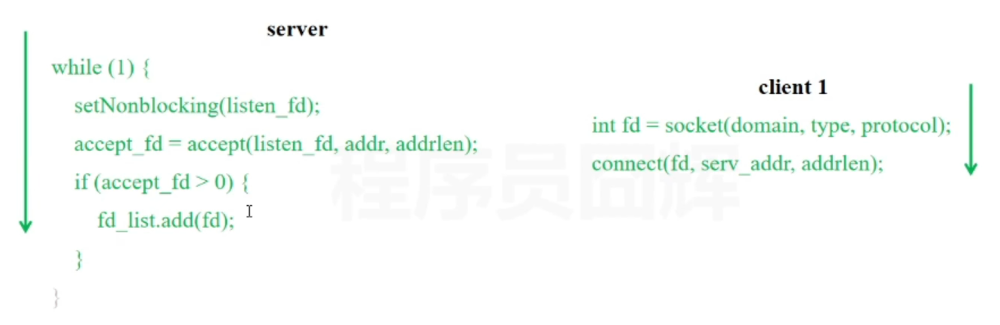 server
while (1) {
setNonblocking(listen_fd);
accept_fd = accept(listen_fd, addr, addrlen);
if (accept_fd > 0) {
fd_list.add(fd);
}
}
client 1
int fd = socket(domain, type, protocol);
connect(fd, serv_addr, addrlen);
程序员囧辉